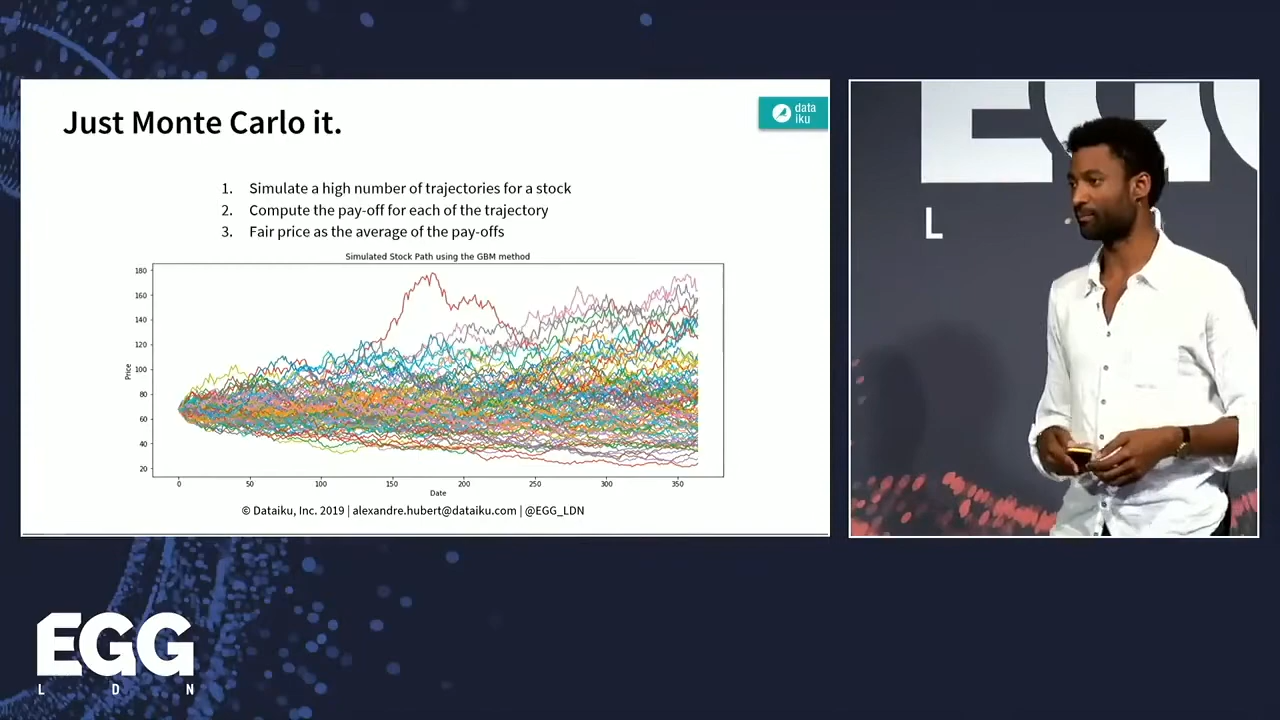 Just Monte Carlo it.
data
iku
1. Simulate a high number of trajectories for a stock
2. Compute the pay-off for each of the trajectory
3. Fair price as the average of the pay-offs
Simulated Stock Path using the GBM method
180
160
140
120
100
80
60
40
20
Price
0 50 100 150 200 250 300 350
Date
© Dataiku, Inc. 2019 | alexandre.hubert@dataiku.com | @EGG_LDN
EGG
L
EGG
L D N